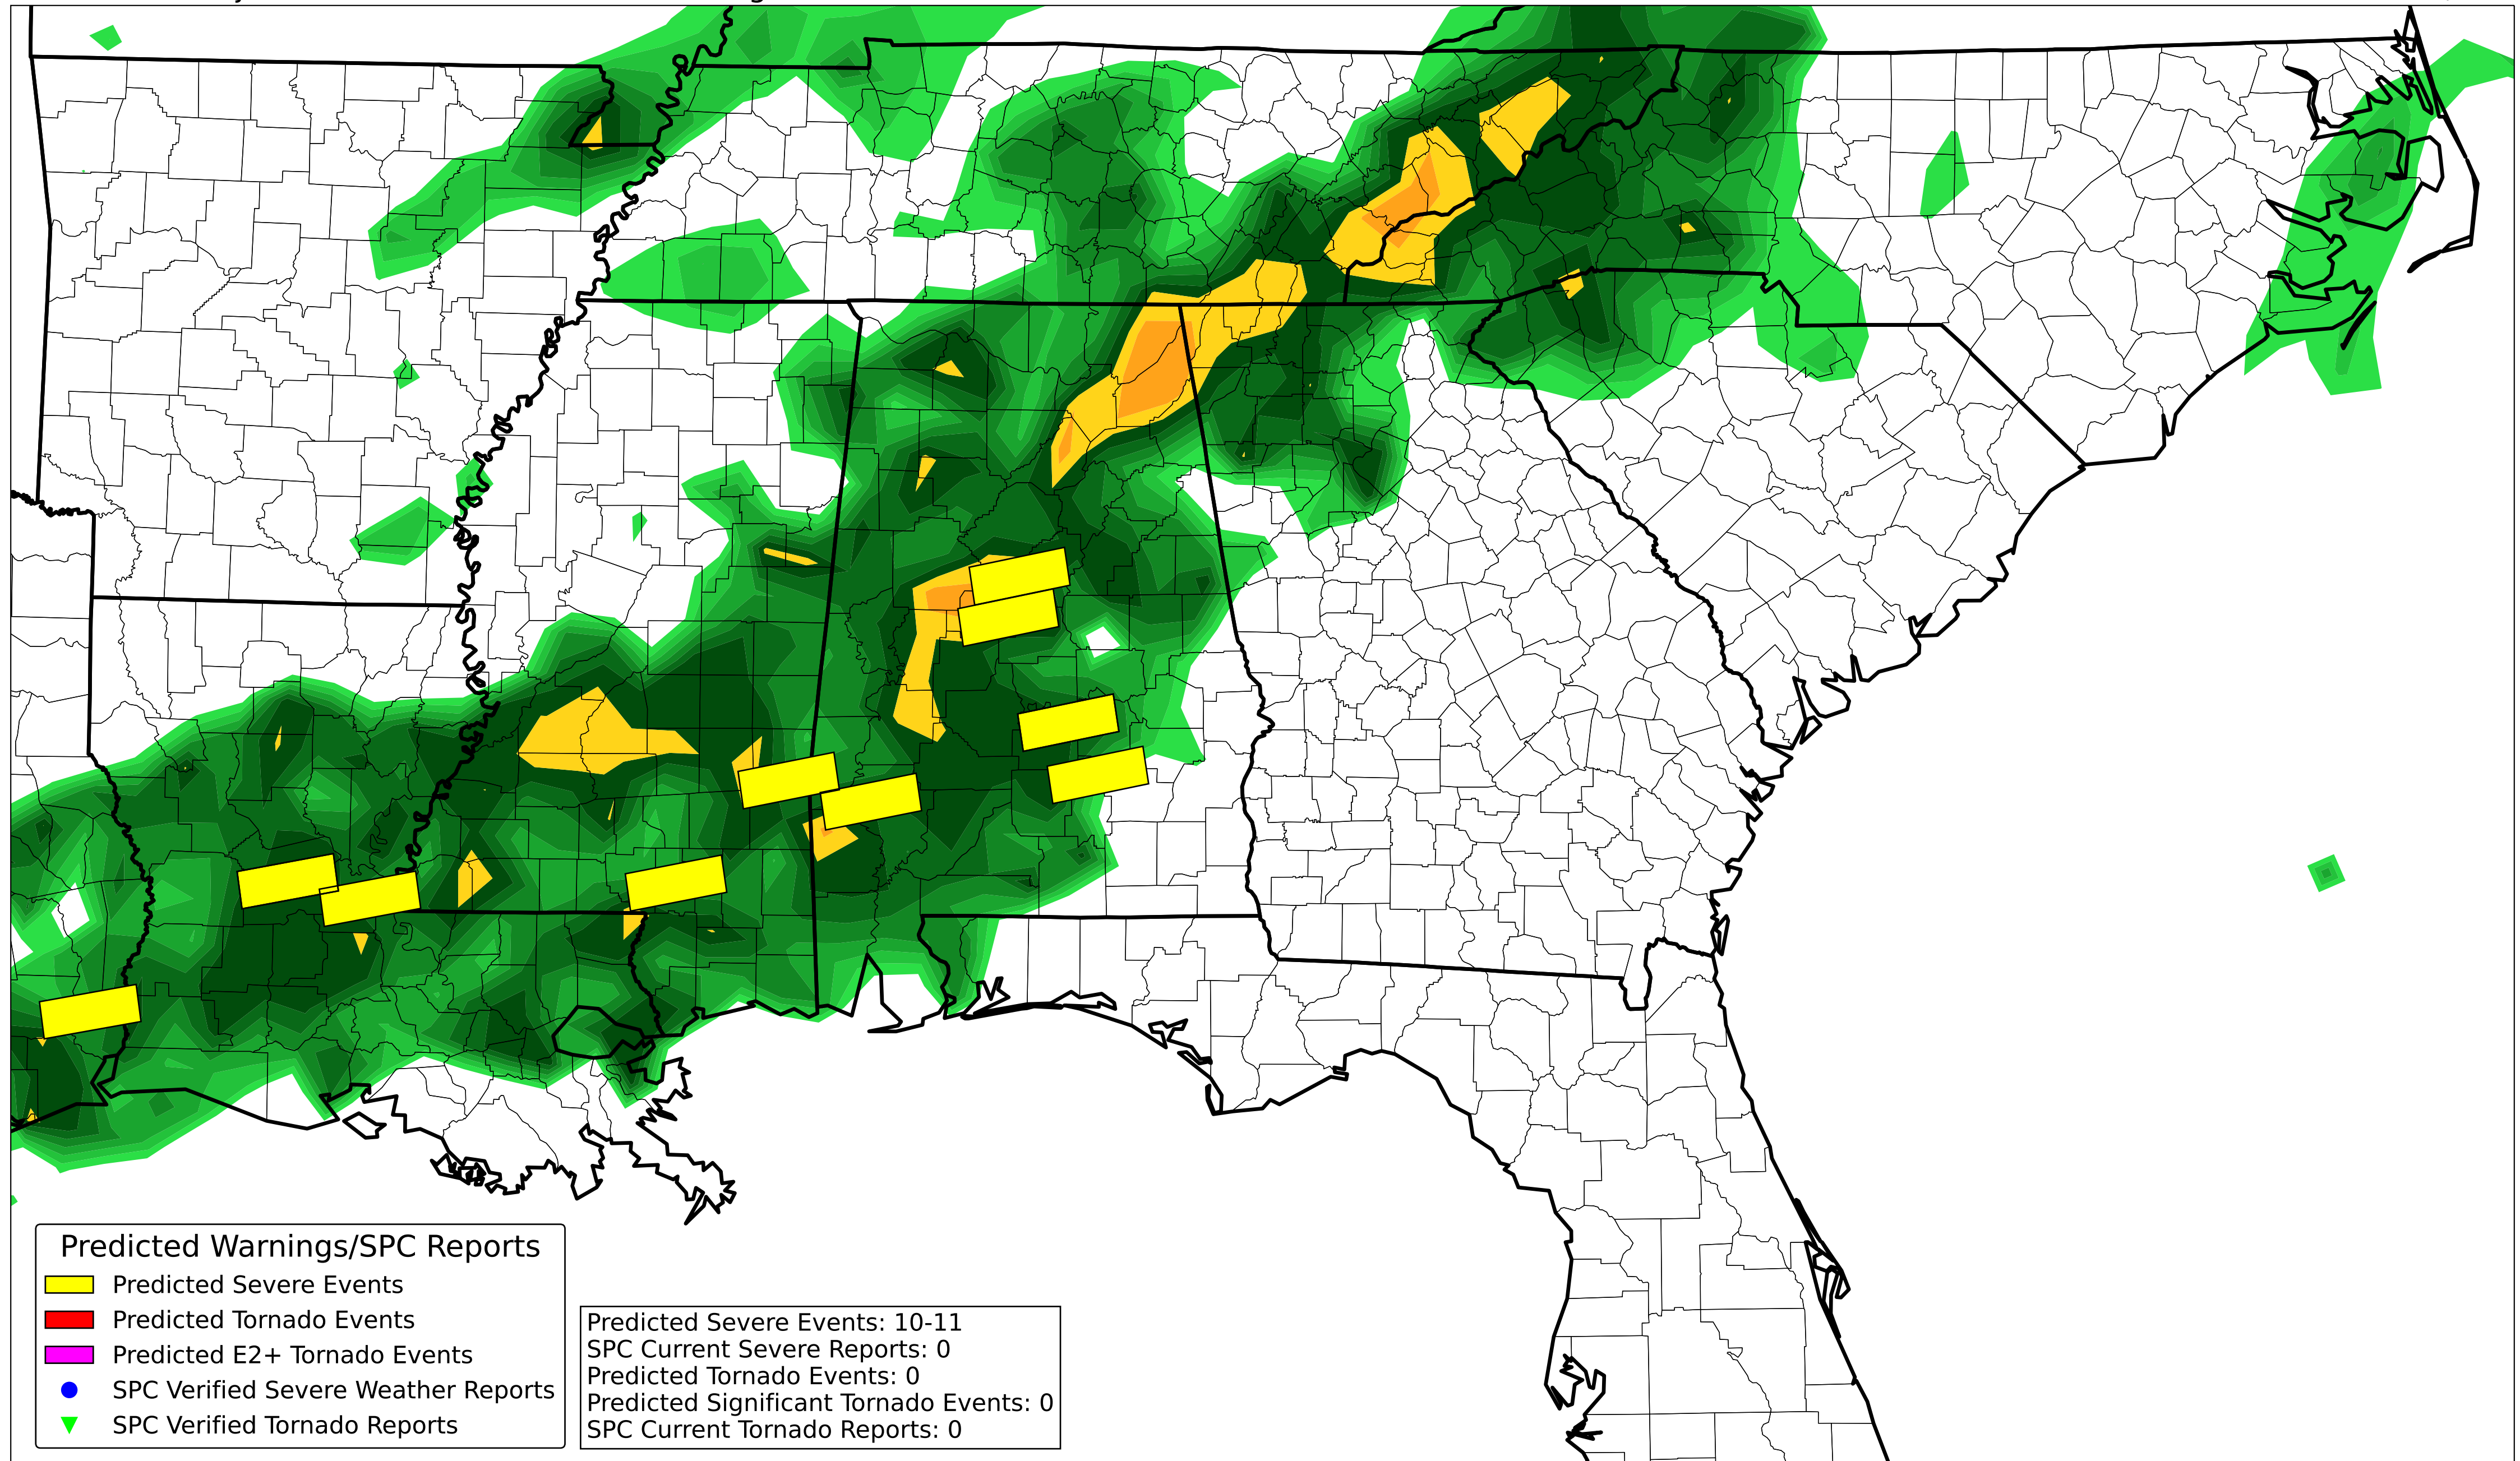 Predicted Warnings/SPC Reports
Predicted Severe Events
Predicted Tornado Events
Predicted E2+ Tornado Events
SPC Verified Severe Weather Reports
SPC Verified Tornado Reports
Predicted Severe Events: 10-11
SPC Current Severe Reports: 0
Predicted Tornado Events: 0
Predicted Significant Tornado Events: 0
SPC Current Tornado Reports: 0